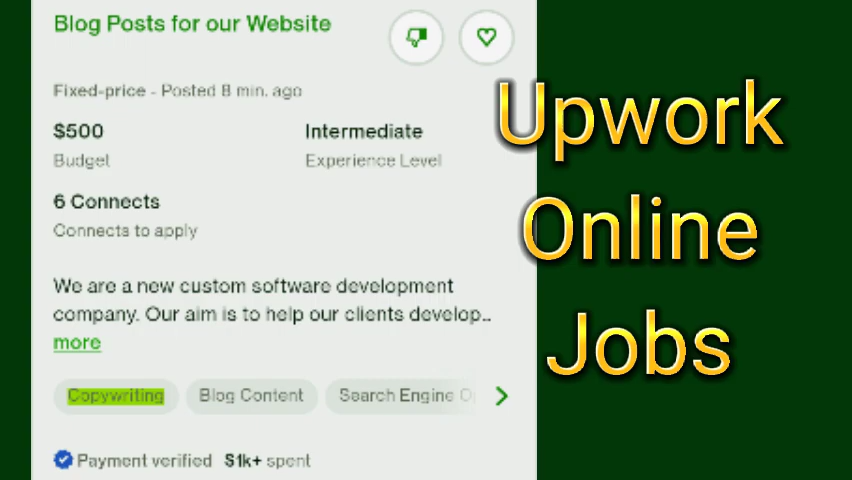 Blog Posts for our Website
Fixed-price - Posted 8 min. ago
$500
Intermediate
Budget
Experience Level
6 Connects
Connects to apply
We are a new custom software development
company. Our aim is to help our clients develop...
more
Copywriting
Blog Content
Search Engine
Payment verified $1k+ spent
Upwork
Online
Jobs